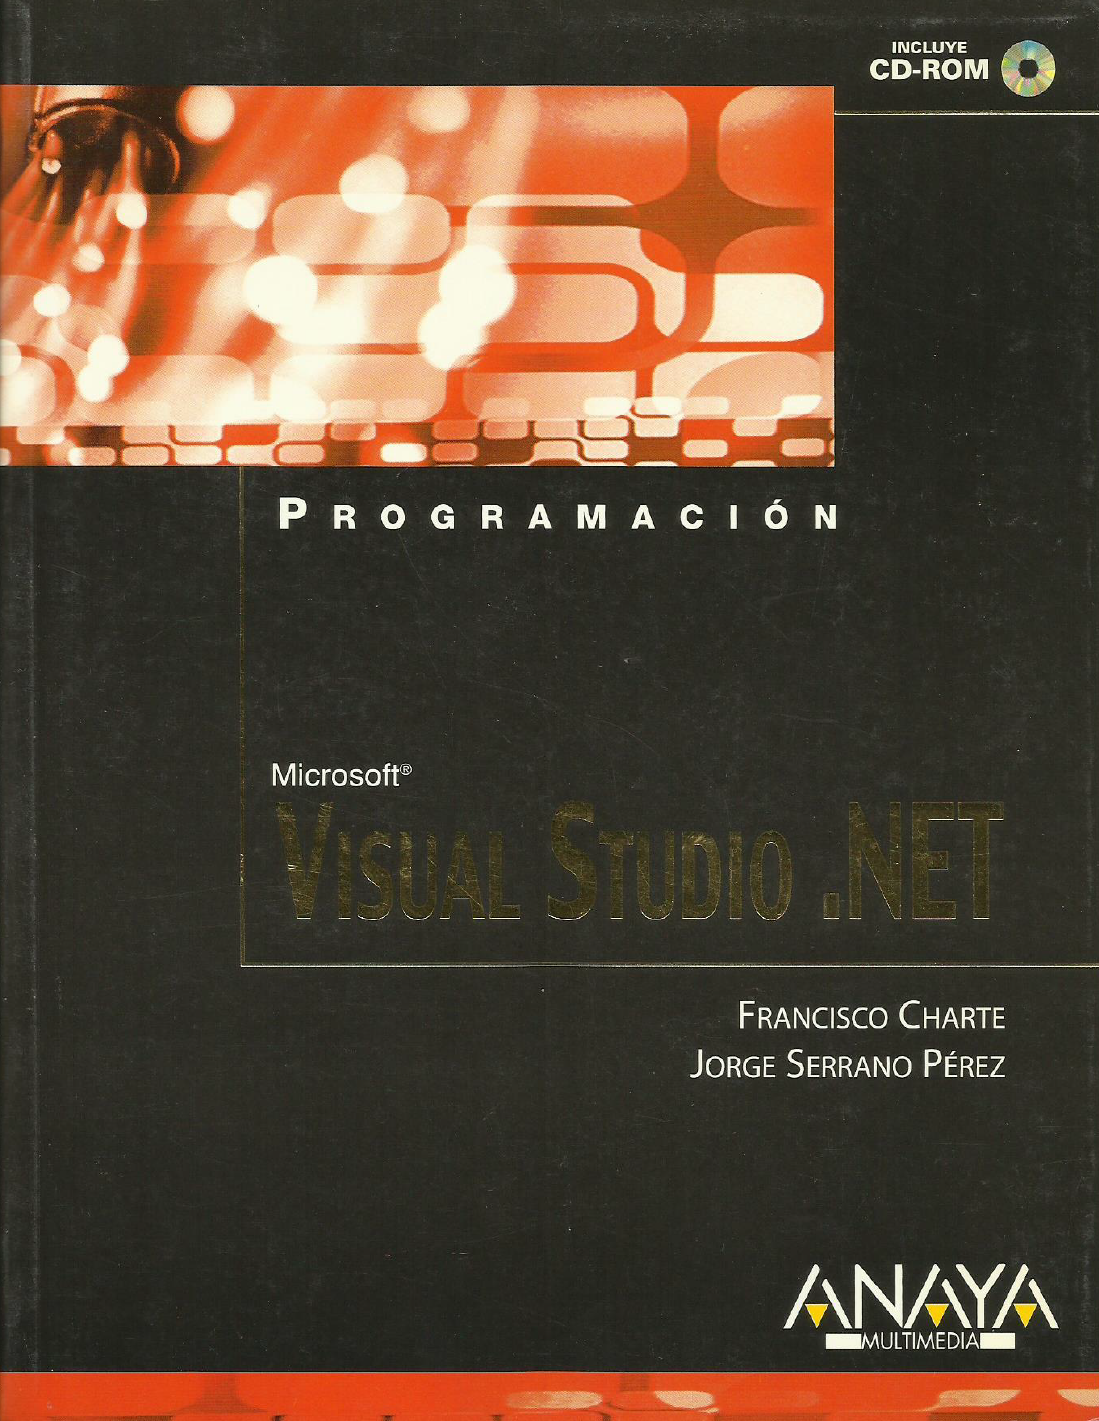 INCLUYE
CD-ROM
PROGRAMACIÓN
Microsoft®
VISUAL STUDIO .NET
FRANCISCO CHARTE
JORGE SERRANO PÉREZ
ANAYA
MULTIMEDIA